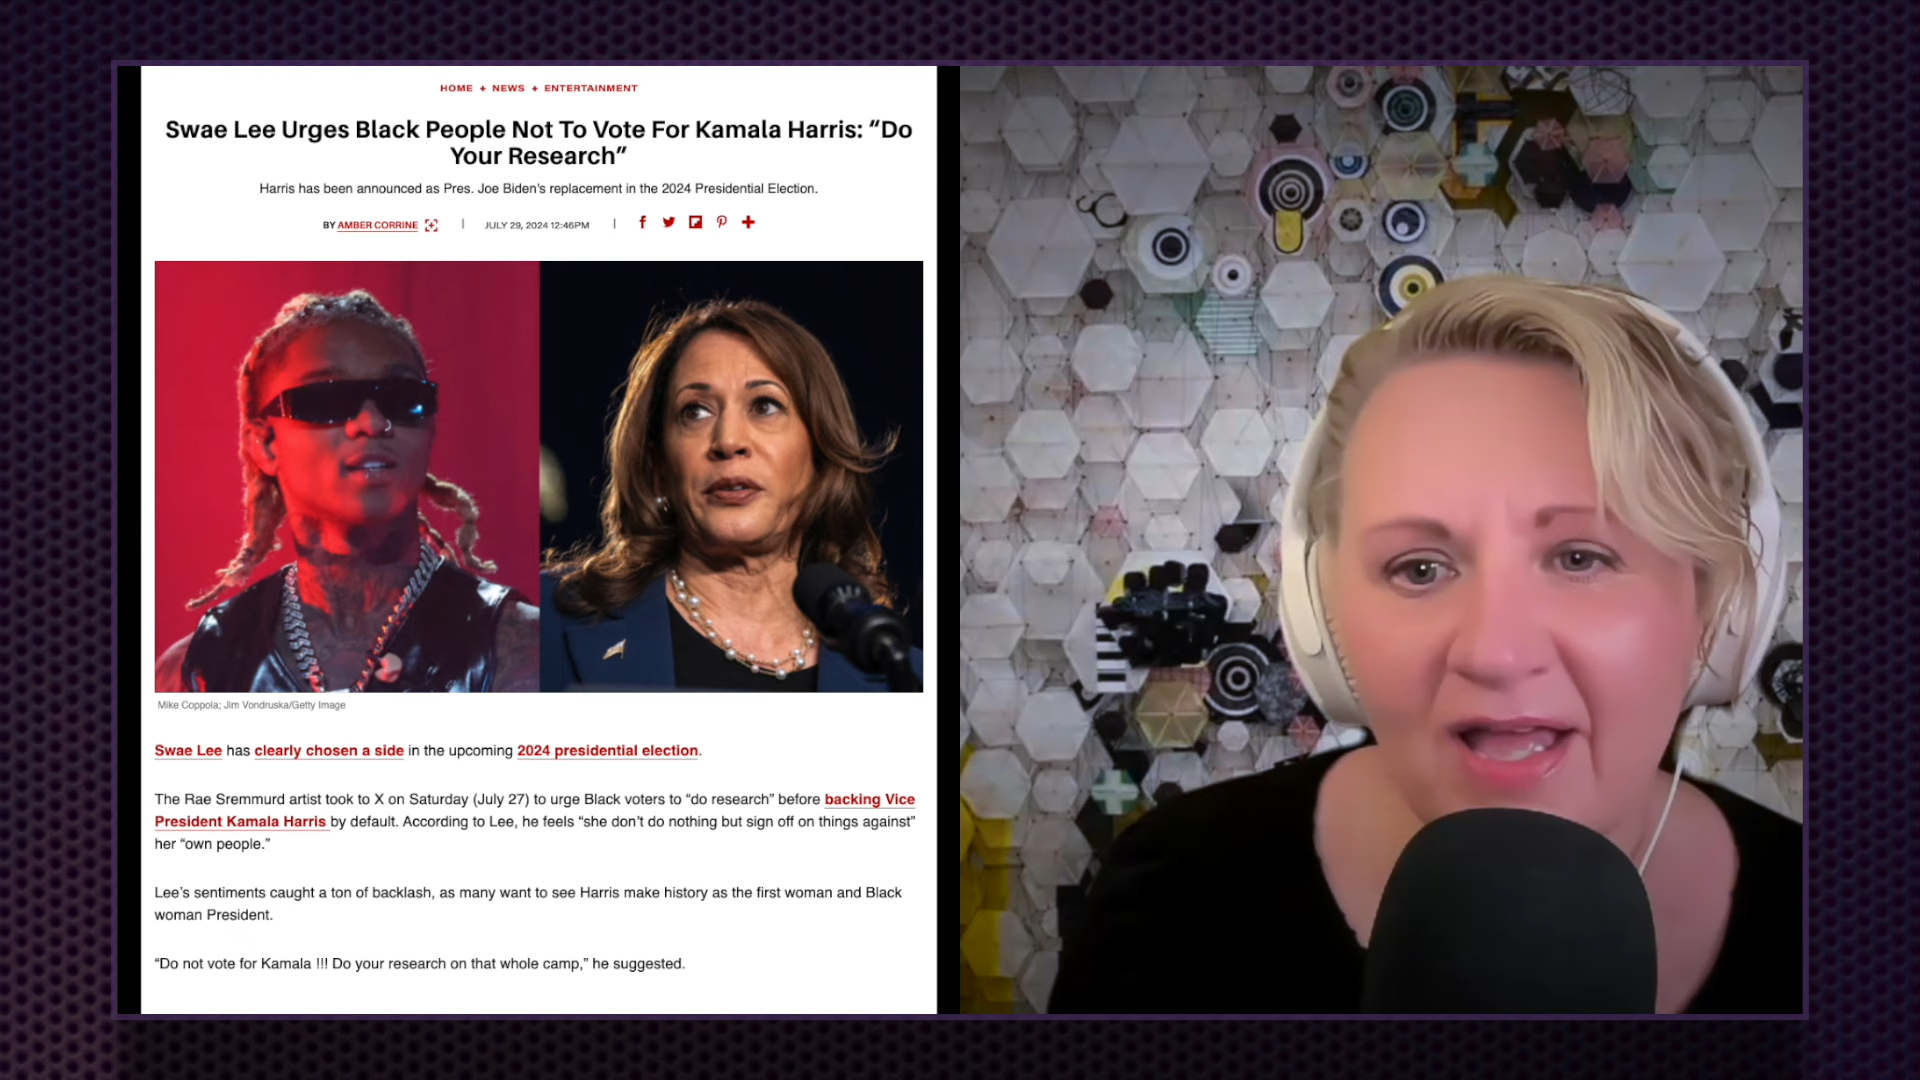 HOME + NEWS + ENTERTAINMENT
Swae Lee Urges Black People Not To Vote For Kamala Harris: “Do
Your Research”
Harris has been announced as Pres. Joe Biden's replacement in the 2024 Presidential Election.
BY AMBER CORRINE | JULY 29, 2024 12:46PM |
Mike Coppola; Jim Vondruska/Getty Image
Swae Lee has clearly chosen a side in the upcoming 2024 presidential election.
The Rae Sremmurd artist took to X on Saturday (July 27) to urge Black voters to “do research” before backing Vice
President Kamala Harris by default. According to Lee, he feels “she don’t do nothing but sign off on things against”
her “own people.”
Lee’s sentiments caught a ton of backlash, as many want to see Harris make history as the first woman and Black
woman President.
“Do not vote for Kamala !!! Do your research on that whole camp,” he suggested.